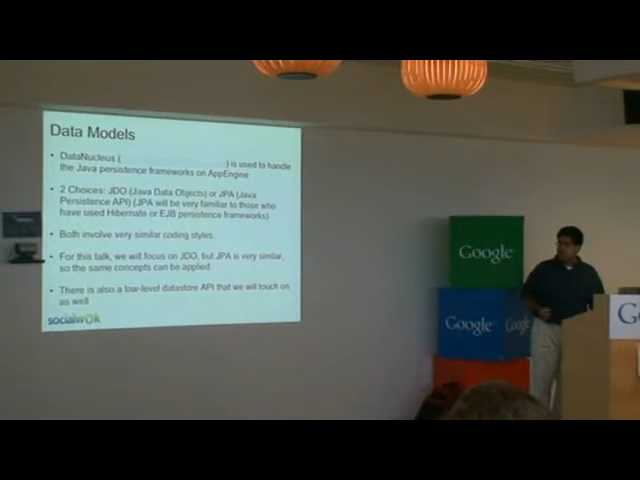 Data Models
• DataNucleus (
) is used to handle
the Java persistence frameworks on AppEngine
• 2 Choices: JDO (Java Data Objects) or JPA (Java
Persistence API) (JPA will be very familiar to those who
have used Hibernate or EJB persistence frameworks)
• Both involve very similar coding styles.
• For this talk, we will focus on JDO, but JPA is very similar,
so the same concepts can be applied.
• There is also a low-level datastore API that we will touch on
as well
socialwok
Google
Google
Google
Go